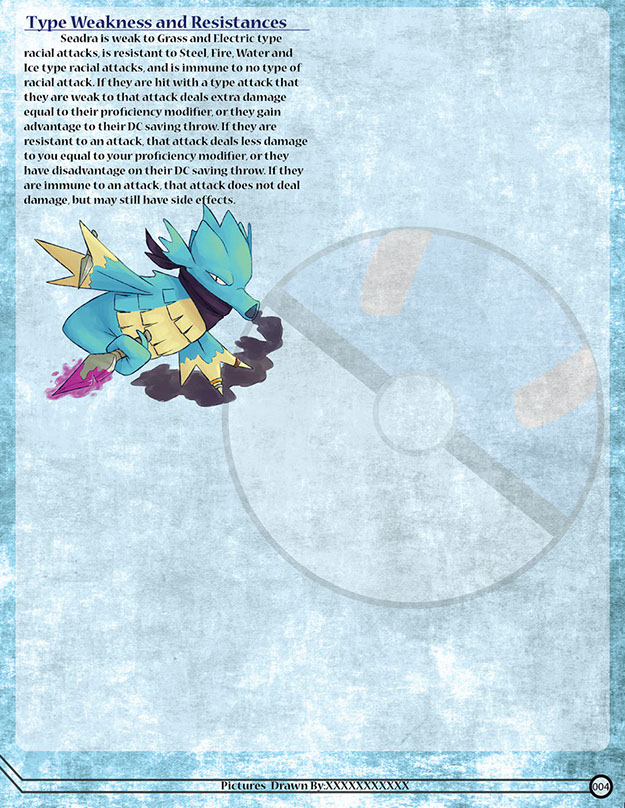 Type Weakness and Resistances
Seadra is weak to Grass and Electric type
racial attacks, is resistant to Steel, Fire, Water and
Ice type racial attacks, and is immune to no type of
racial attack. If they are hit with a type attack that
they are weak to that attack deals extra damage
equal to their proficiency modifier, or they gain
advantage to their DC saving throw. If they are
resistant to an attack, that attack deals less damage
to you equal to your proficiency modifier, or they
have disadvantage on their DC saving throw. If they
are immune to an attack, that attack does not deal
damage, but may still have side effects.
Pictures Drawn By:XXXXXXXXXXX
004